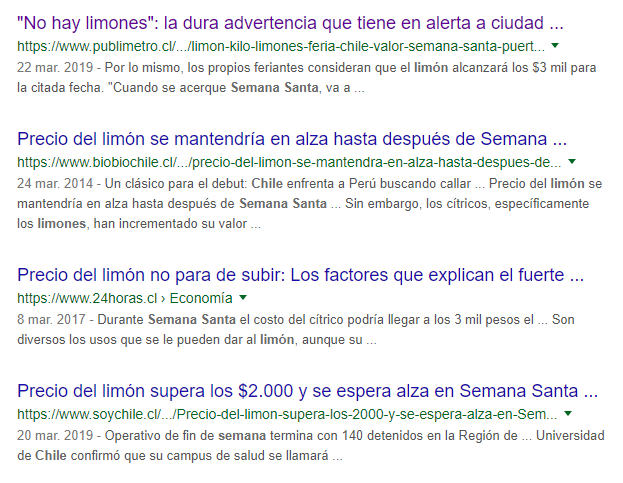 "No hay limones": la dura advertencia que tiene en alerta a ciudad ...
https://www.publimetro.cl/.../limon-kilo-limones-feria-chile-valor-semana-santa-puert...
22 mar. 2019 - Por lo mismo, los propios feriantes consideran que el limón alcanzará los $3 mil para
la citada fecha. "Cuando se acerque Semana Santa, va a ...
Precio del limón se mantendría en alza hasta después de Semana ...
https://www.biobiochile.cl/.../precio-del-limon-se-mantendra-en-alza-hasta-despues-de...
24 mar. 2014 - Un clásico para el debut: Chile enfrenta a Perú buscando callar ... Precio del limón se
mantendría en alza hasta después de Semana Santa ... Sin embargo, los cítricos, específicamente
los limones, han incrementado su valor ...
Precio del limón no para de subir: Los factores que explican el fuerte ...
https://www.24horas.cl › Economía
8 mar. 2017 - Durante Semana Santa el costo del cítrico podría llegar a los 3 mil pesos el ... Son
diversos los usos que se le pueden dar al limón, aunque su ...
Precio del limón supera los $2.000 y se espera alza en Semana Santa ...
https://www.soychile.cl/.../Precio-del-limon-supera-los-2000-y-se-espera-alza-en-Sem...
20 mar. 2019 - Operativo de fin de semana termina con 140 detenidos en la Región de ... Universidad
de Chile confirmó que su campus de salud se llamará ...